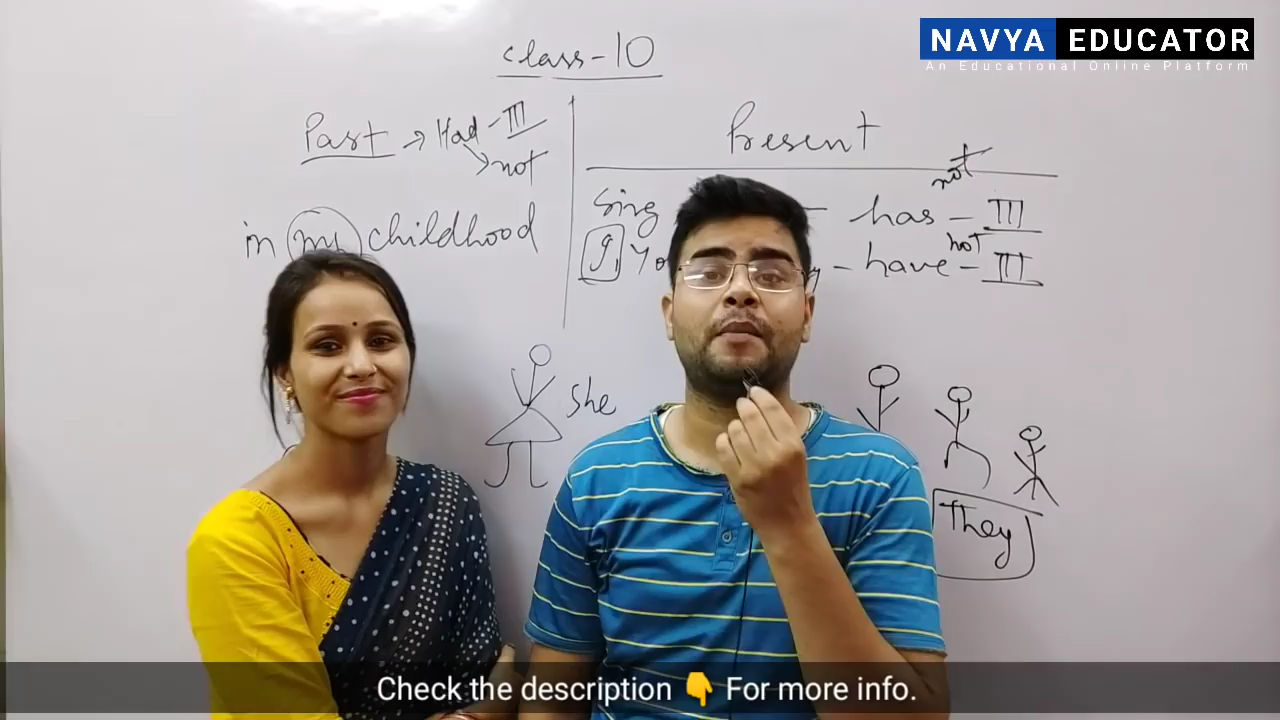 NAVYA EDUCATOR
An Educational Online Platform
class-10
Past → Had - III
not
in my childhood
Present
not
Sing has - III
not
I, have - III
She
They
Check the description 👇 For more info.